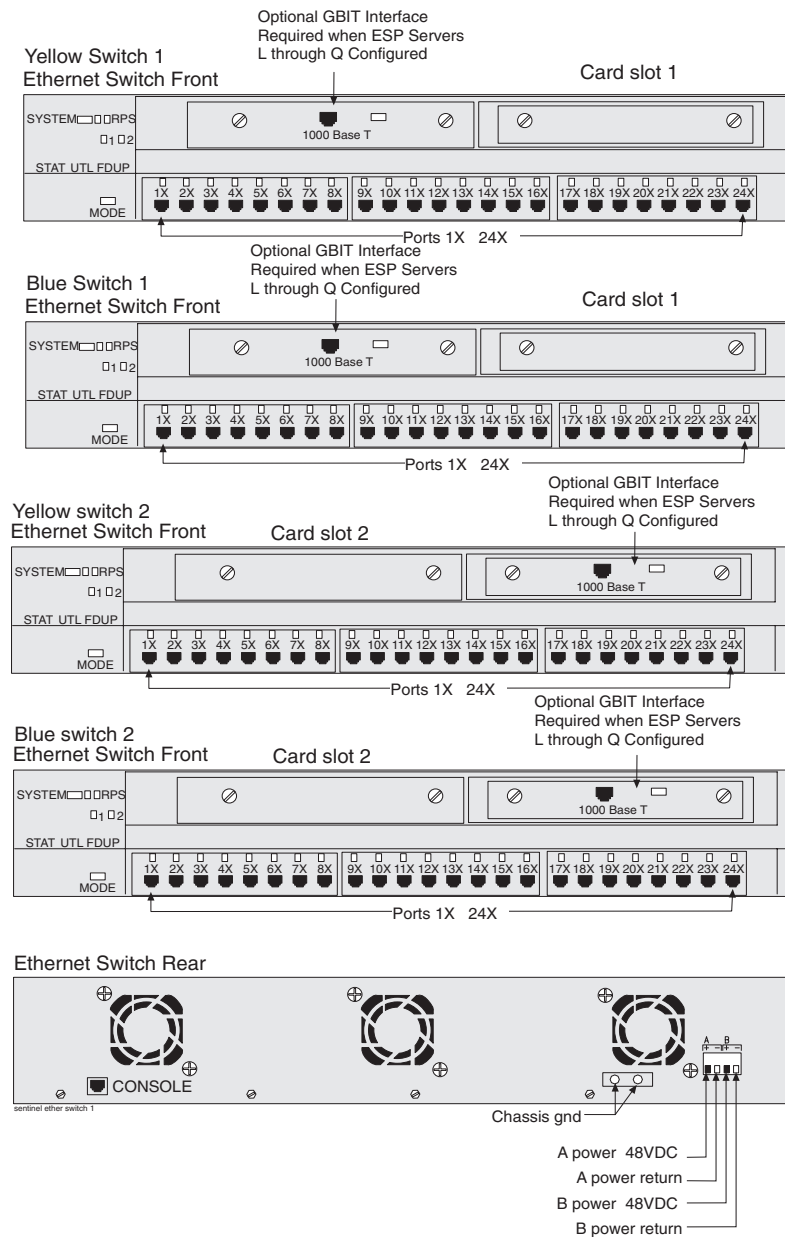 Optional GBIT Interface
Required when ESP Servers
L through Q Configured
Yellow Switch 1
Ethernet Switch Front
Card slot 1
SYSTEM RPS
1 2
1000 Base T
STAT UTL FDUP
MODE
1X 2X 3X 4X 5X 6X 7X 8X 9X 10X 11X 12X 13X 14X 15X 16X 17X 18X 19X 20X 21X 22X 23X 24X
Ports 1X 24X
Optional GBIT Interface
Required when ESP Servers
L through Q Configured
Blue Switch 1
Ethernet Switch Front
Card slot 1
SYSTEM RPS
1 2
1000 Base T
STAT UTL FDUP
MODE
1X 2X 3X 4X 5X 6X 7X 8X 9X 10X 11X 12X 13X 14X 15X 16X 17X 18X 19X 20X 21X 22X 23X 24X
Ports 1X 24X
Optional GBIT Interface
Required when ESP Servers
L through Q Configured
Yellow switch 2
Ethernet Switch Front
Card slot 2
SYSTEM RPS
1 2
1000 Base T
STAT UTL FDUP
MODE
1X 2X 3X 4X 5X 6X 7X 8X 9X 10X 11X 12X 13X 14X 15X 16X 17X 18X 19X 20X 21X 22X 23X 24X
Ports 1X 24X
Optional GBIT Interface
Required when ESP Servers
L through Q Configured
Blue switch 2
Ethernet Switch Front
Card slot 2
SYSTEM RPS
1 2
1000 Base T
STAT UTL FDUP
MODE
1X 2X 3X 4X 5X 6X 7X 8X 9X 10X 11X 12X 13X 14X 15X 16X 17X 18X 19X 20X 21X 22X 23X 24X
Ports 1X 24X
Ethernet Switch Rear
A B
+ − + −
CONSOLE
sentinel ether switch 1
Chassis gnd
A power 48VDC
A power return
B power 48VDC
B power return